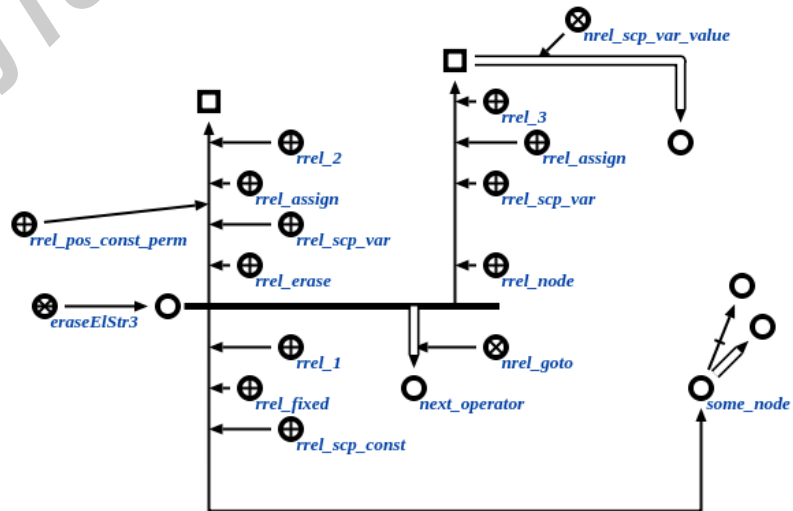 nrel_scp_var_value
rrel_3
rrel_2
rrel_assign
rrel_assign
rrel_scp_var
rrel_pos_const_perm
rrel_scp_var
rrel_erase
rrel_node
eraseElStr3
rrel_1
nrel_goto
rrel_fixed
next_operator
some_node
rrel_scp_const